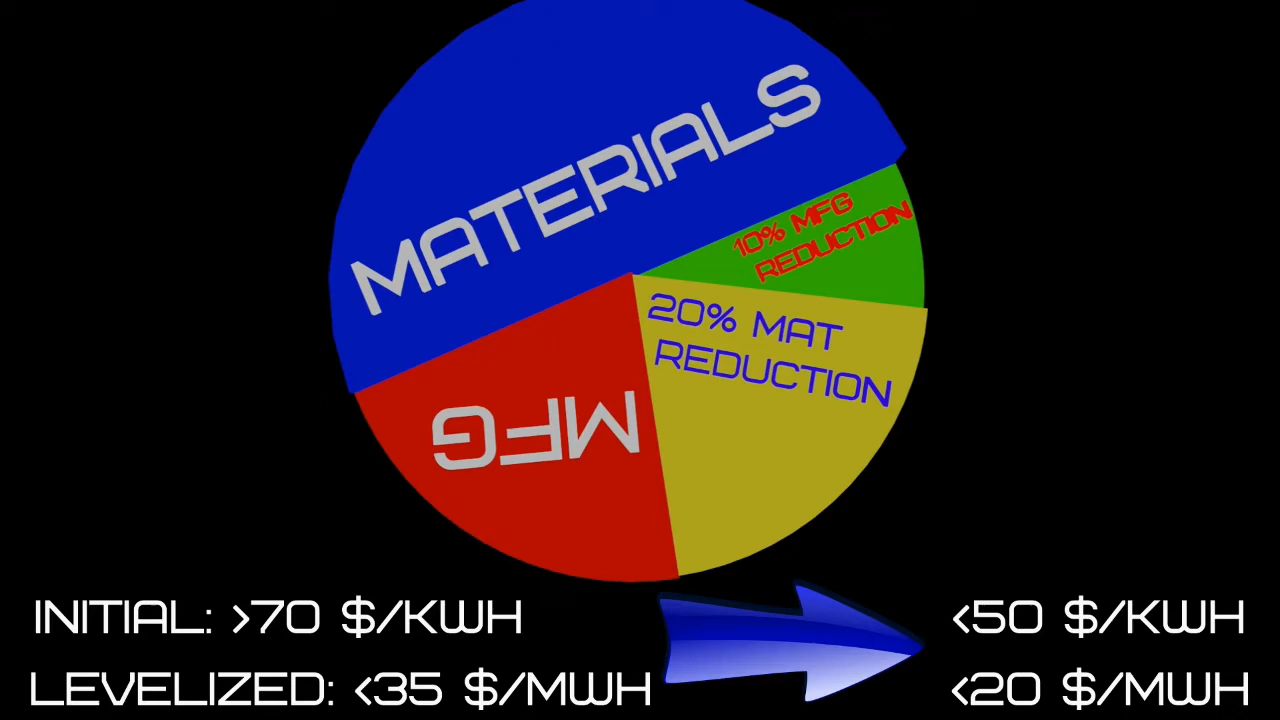 MATERIALS
10% MFG
REDUCTION
20% MAT
REDUCTION
MFG
INITIAL: >70 $/KWH
<50 $/KWH
LEVELIZED: <35 $/MWH
<20 $/MWH